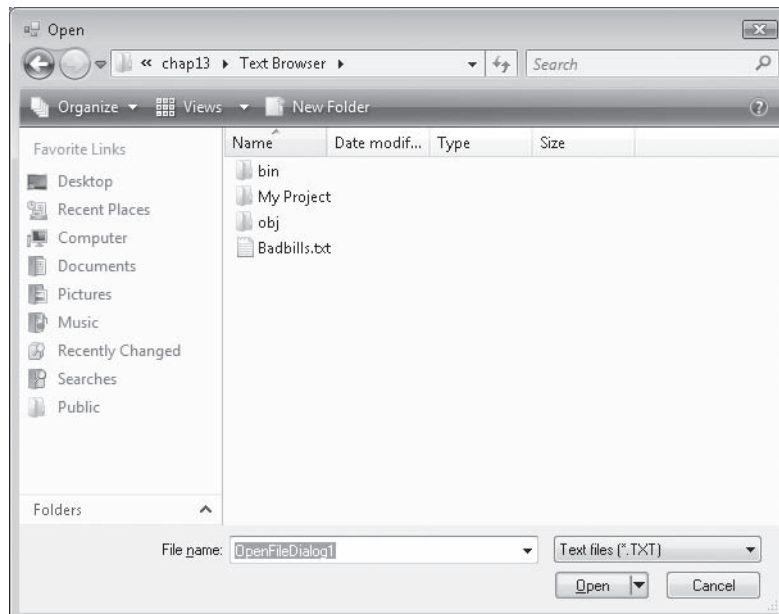 Open
« chap13 Text Browser
Search
Organize Views New Folder
Favorite Links
Desktop
Recent Places
Computer
Documents
Pictures
Music
Recently Changed
Searches
Public
Folders
Name Date modif... Type Size
bin
My Project
obj
Badbills.txt
File name: OpenFileDialog1
Text files (*.TXT)
Open Cancel